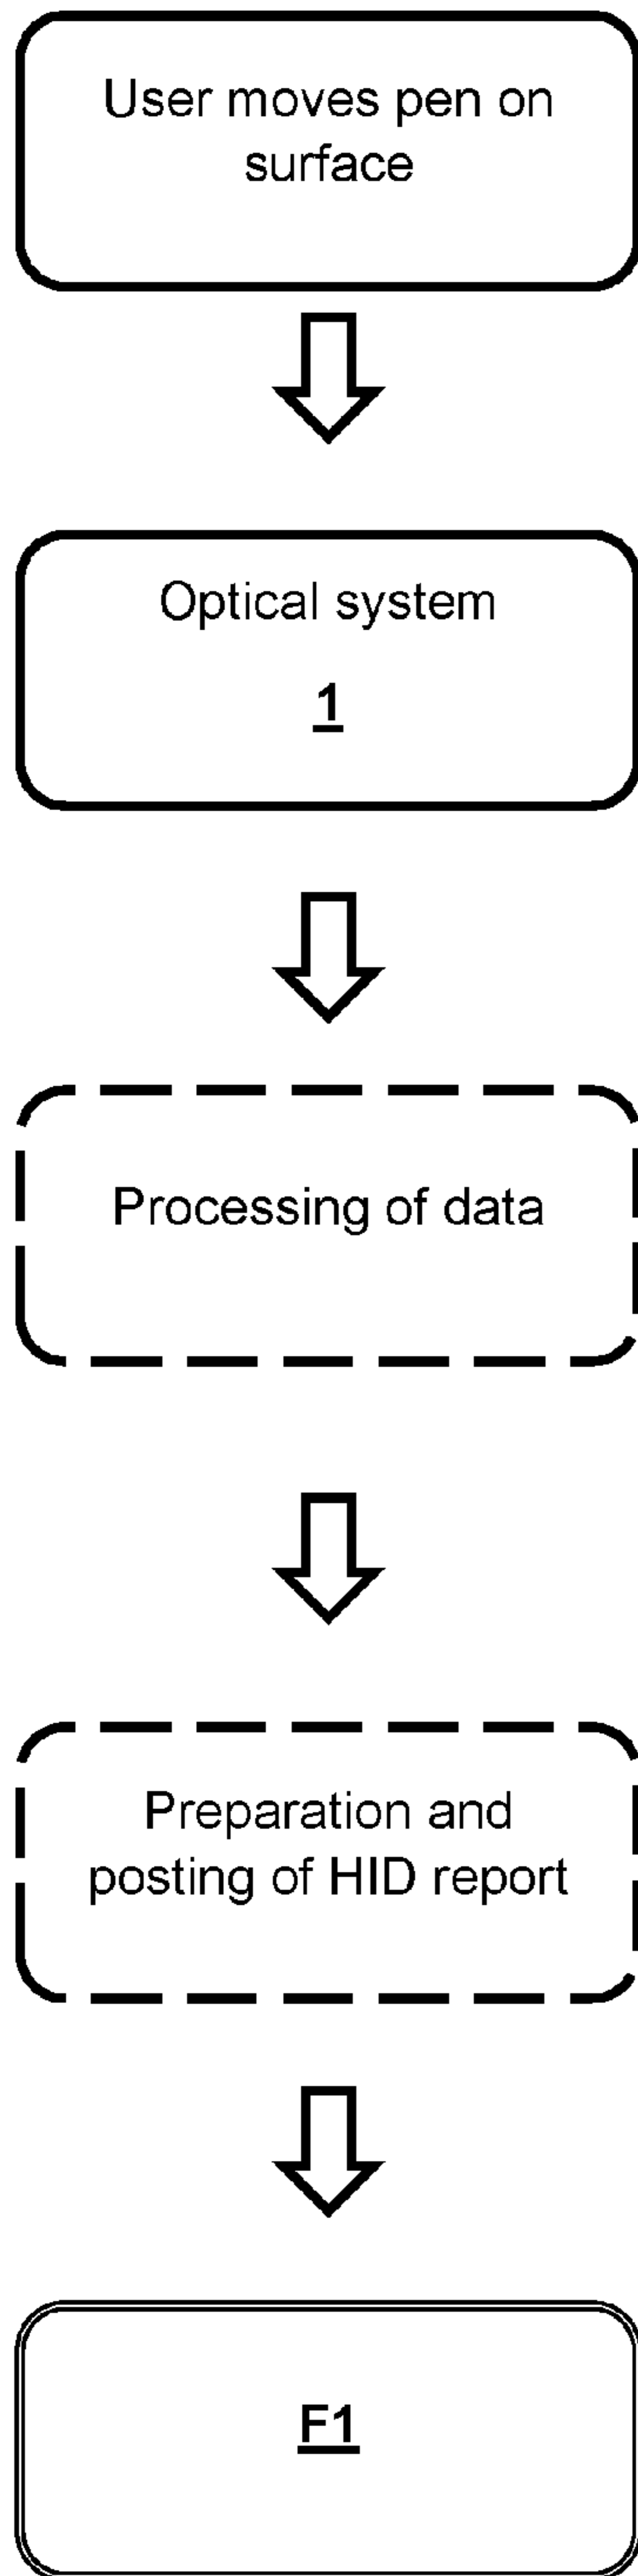 User moves pen on
surface
Optical system
1
Processing of data
Preparation and
posting of HID report
F1